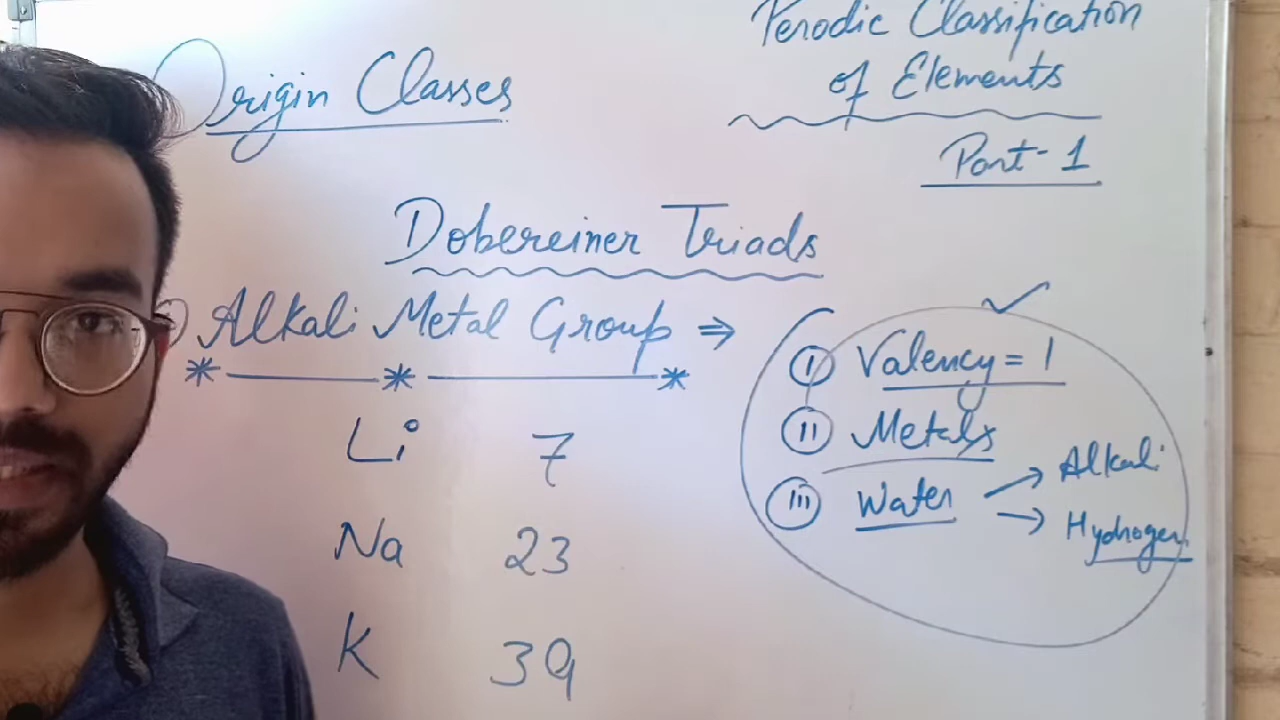 Origin Classes
Perodic Classification
of Elements
Part-1
Dobereiner Triads
Alkali Metal Group ⇒
* * *
Li 7
Na 23
K 39
(i) Valency = 1
(ii) Metals
(iii) Water → Alkali
→ Hydrogen